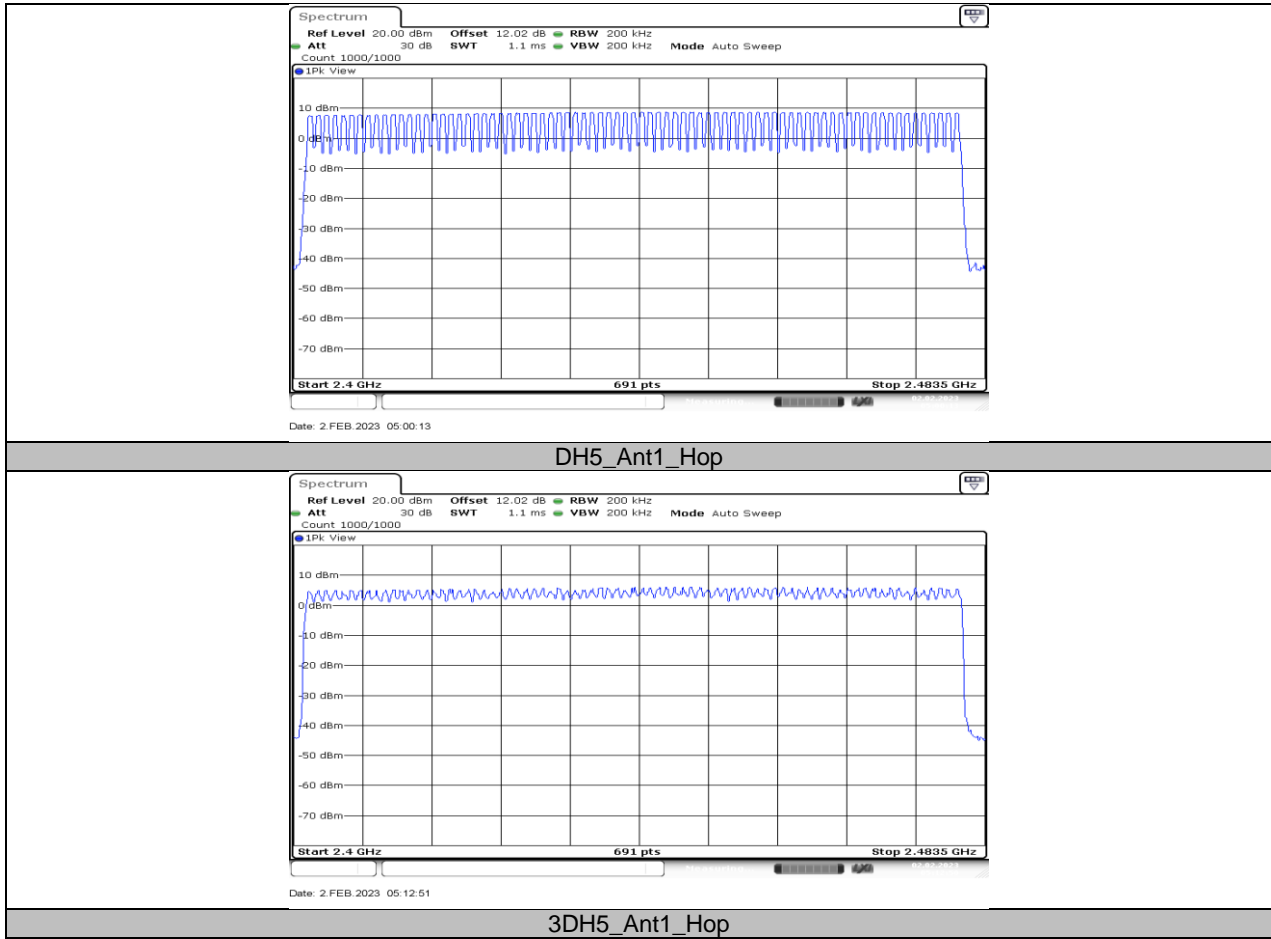 Spectrum
Ref Level 20.00 dBm Offset 12.02 dB RBW 200 kHz
Att 30 dB SWT 1.1 ms VBW 200 kHz Mode Auto Sweep
Count 1000/1000
1Pk View
10 dBm
0 dBm
-10 dBm
-20 dBm
-30 dBm
-40 dBm
-50 dBm
-60 dBm
-70 dBm
Start 2.4 GHz 691 pts Stop 2.4835 GHz
Date: 2.FEB.2023 05:00:13
DH5_Ant1_Hop
Spectrum
Ref Level 20.00 dBm Offset 12.02 dB RBW 200 kHz
Att 30 dB SWT 1.1 ms VBW 200 kHz Mode Auto Sweep
Count 1000/1000
1Pk View
10 dBm
0 dBm
-10 dBm
-20 dBm
-30 dBm
-40 dBm
-50 dBm
-60 dBm
-70 dBm
Start 2.4 GHz 691 pts Stop 2.4835 GHz
Date: 2.FEB.2023 05:12:51
3DH5_Ant1_Hop